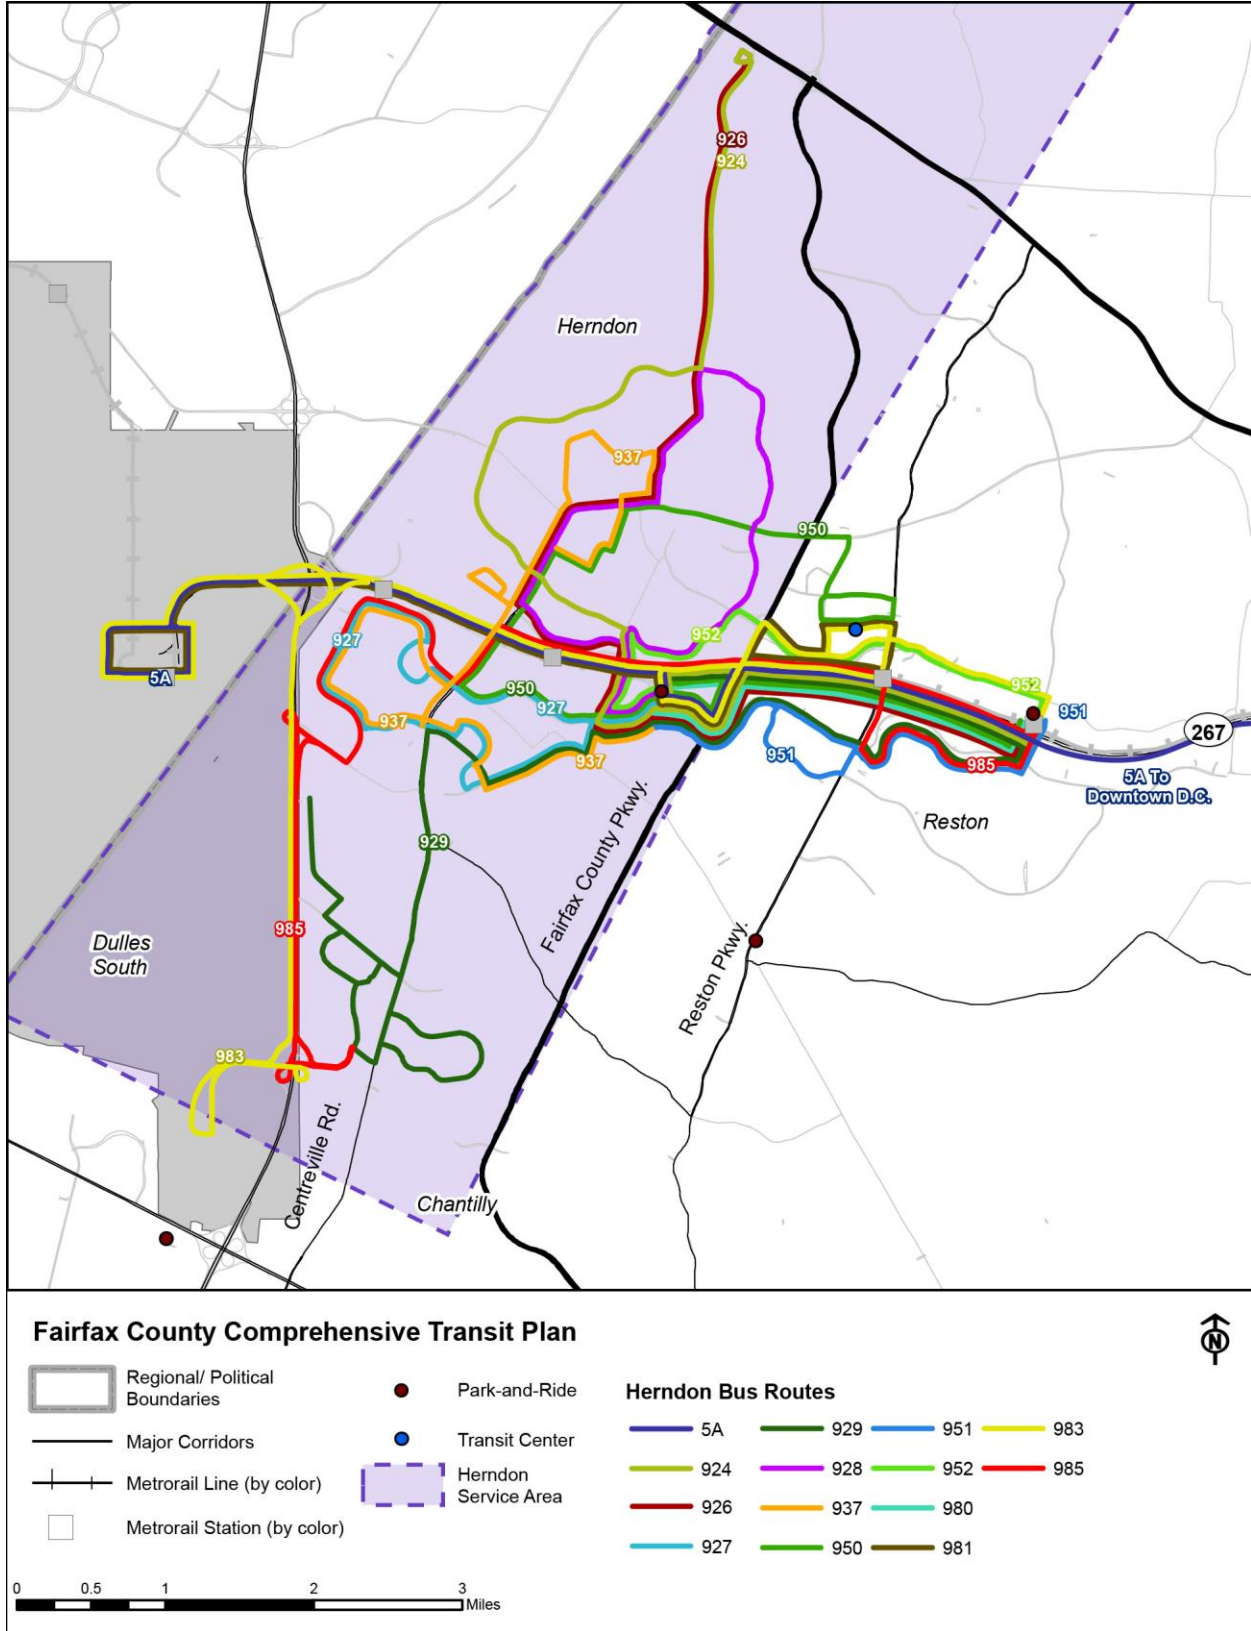 926
924
Herndon
937
950
927
952
5A
950
927
952
951
267
937
937
951
985
5A To
Downtown D.C.
Reston
929
Fairfax County Pkwy.
985
Dulles
South
Reston Pkwy.
983
Centreville Rd.
Chantilly
Fairfax County Comprehensive Transit Plan
N
Regional/ Political
Boundaries
Major Corridors
Metrorail Line (by color)
Metrorail Station (by color)
Park-and-Ride
Transit Center
Herndon
Service Area
Herndon Bus Routes
5A 929 951 983
924 928 952 985
926 937 980
927 950 981
0 0.5 1 2 3
Miles